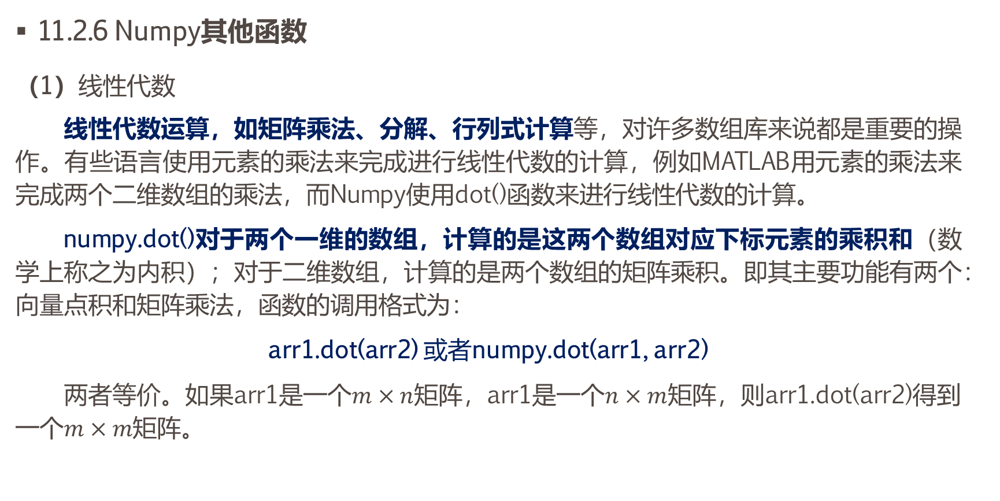 ▪ 11.2.6 Numpy其他函数
（1）线性代数
线性代数运算，如矩阵乘法、分解、行列式计算等，对许多数组库来说都是重要的操
作。有些语言使用元素的乘法来完成进行线性代数的计算，例如MATLAB用元素的乘法来
完成两个二维数组的乘法，而Numpy使用dot()函数来进行线性代数的计算。
numpy.dot()对于两个一维的数组，计算的是这两个数组对应下标元素的乘积和（数
学上称之为内积）；对于二维数组，计算的是两个数组的矩阵乘积。即其主要功能有两个：
向量点积和矩阵乘法，函数的调用格式为：
arr1.dot(arr2) 或者numpy.dot(arr1, arr2)
两者等价。如果arr1是一个m × n矩阵，arr1是一个n × m矩阵，则arr1.dot(arr2)得到
一个m × m矩阵。